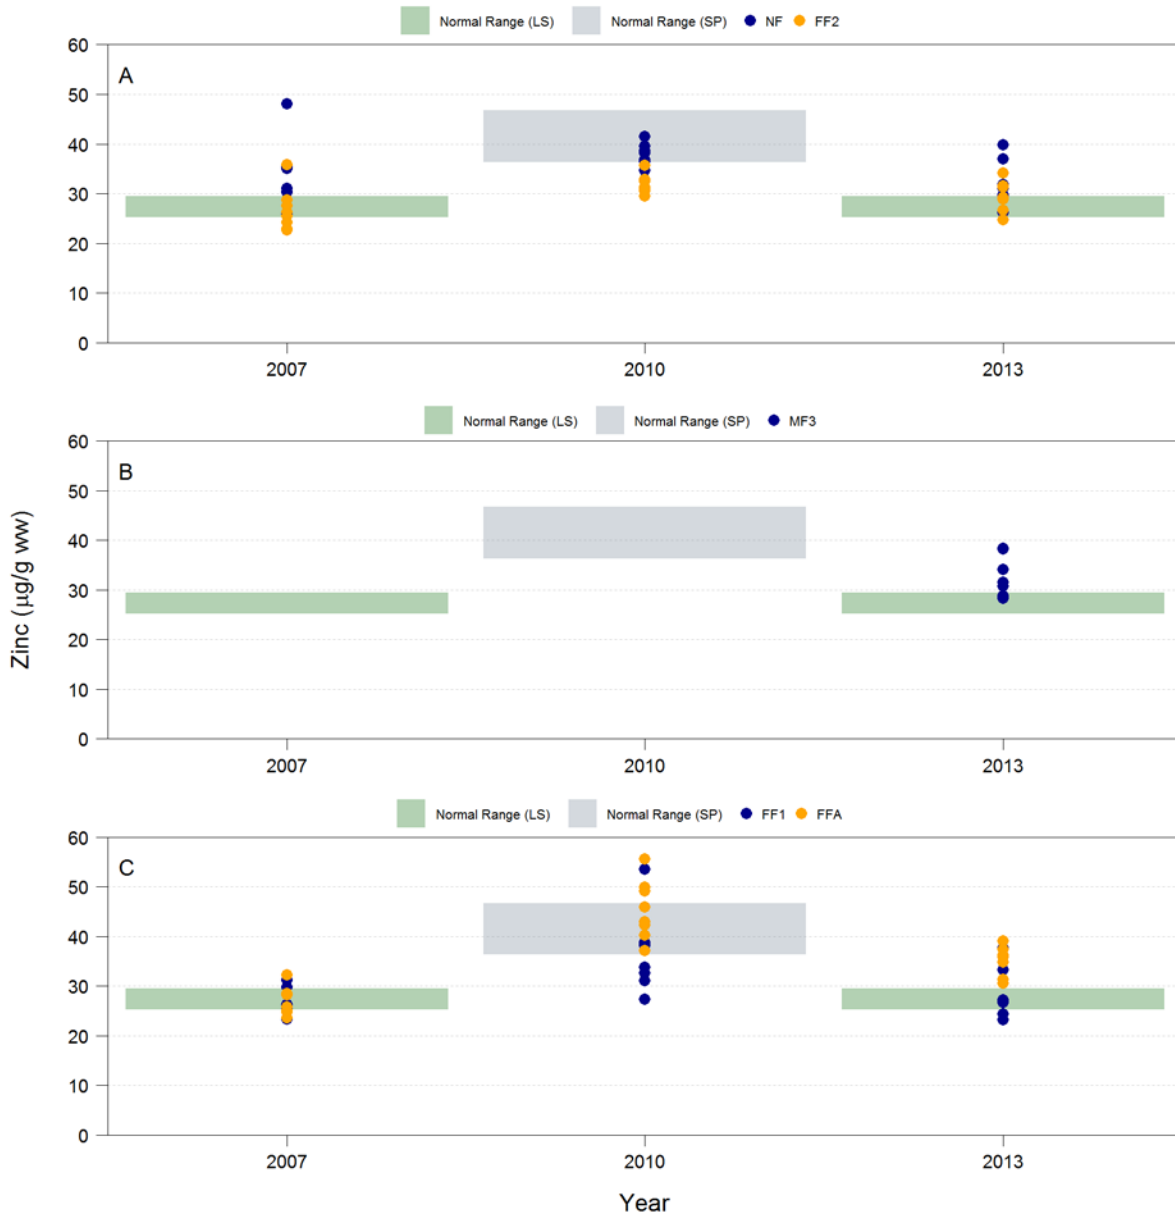 Normal Range (LS) Normal Range (SP) NF FF2
A
60
50
40
30
20
10
0
2007 2010 2013
Normal Range (LS) Normal Range (SP) MF3
B
60
50
40
30
20
10
0
2007 2010 2013
Zinc (µg/g ww)
Normal Range (LS) Normal Range (SP) FF1 FFA
C
60
50
40
30
20
10
0
2007 2010 2013
Year